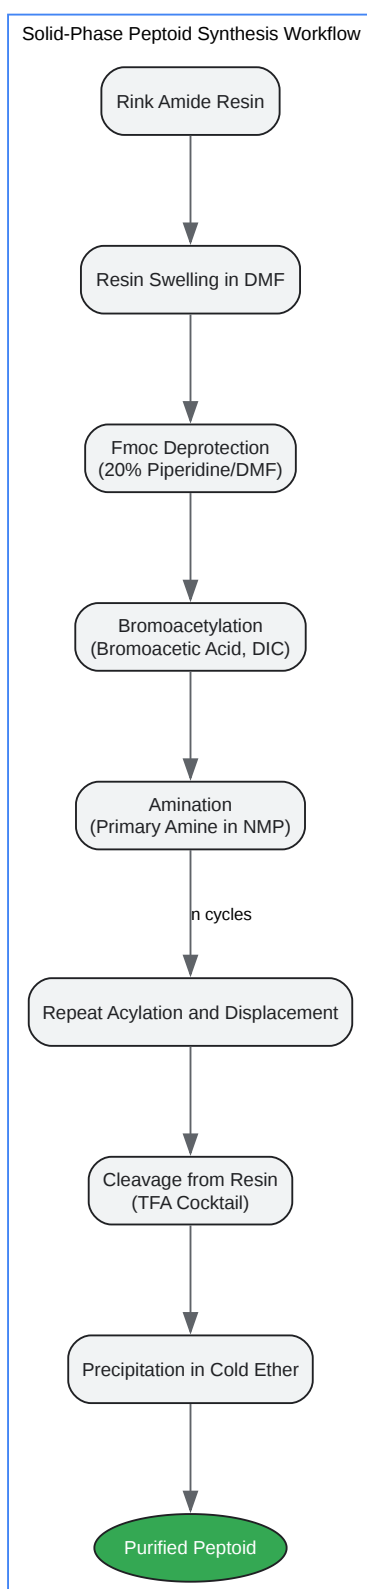 Solid-Phase Peptoid Synthesis Workflow
Rink Amide Resin
Resin Swelling in DMF
Fmoc Deprotection
(20% Piperidine/DMF)
Bromoacetylation
(Bromoacetic Acid, DIC)
Amination
(Primary Amine in NMP)
n cycles
Repeat Acylation and Displacement
Cleavage from Resin
(TFA Cocktail)
Precipitation in Cold Ether
Purified Peptoid